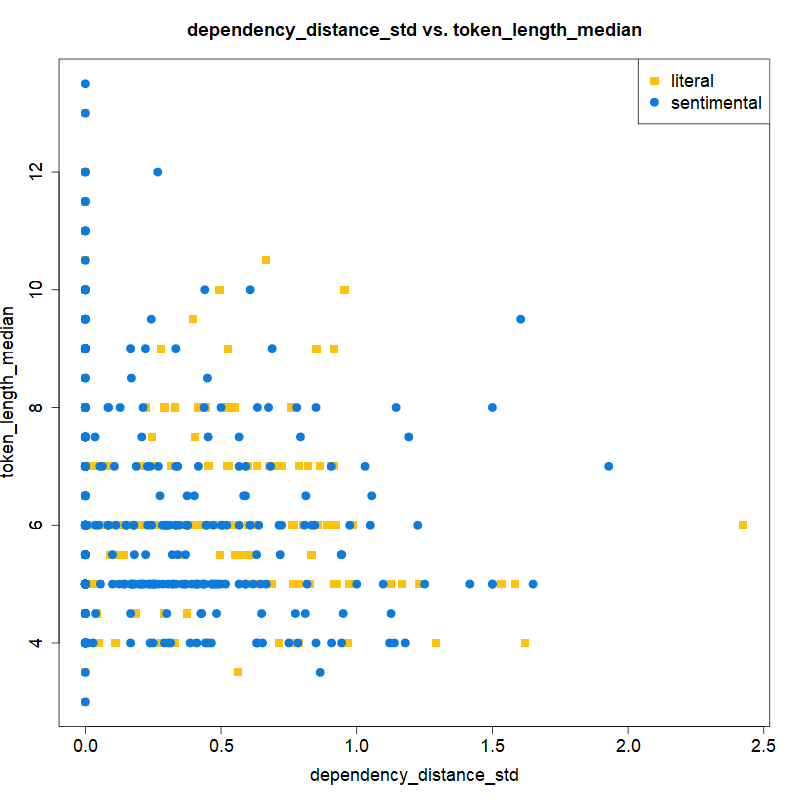 dependency_distance_std vs. token_length_median
literal
sentimental
token_length_median
12
10
8
6
4
0.0 0.5 1.0 1.5 2.0 2.5
dependency_distance_std